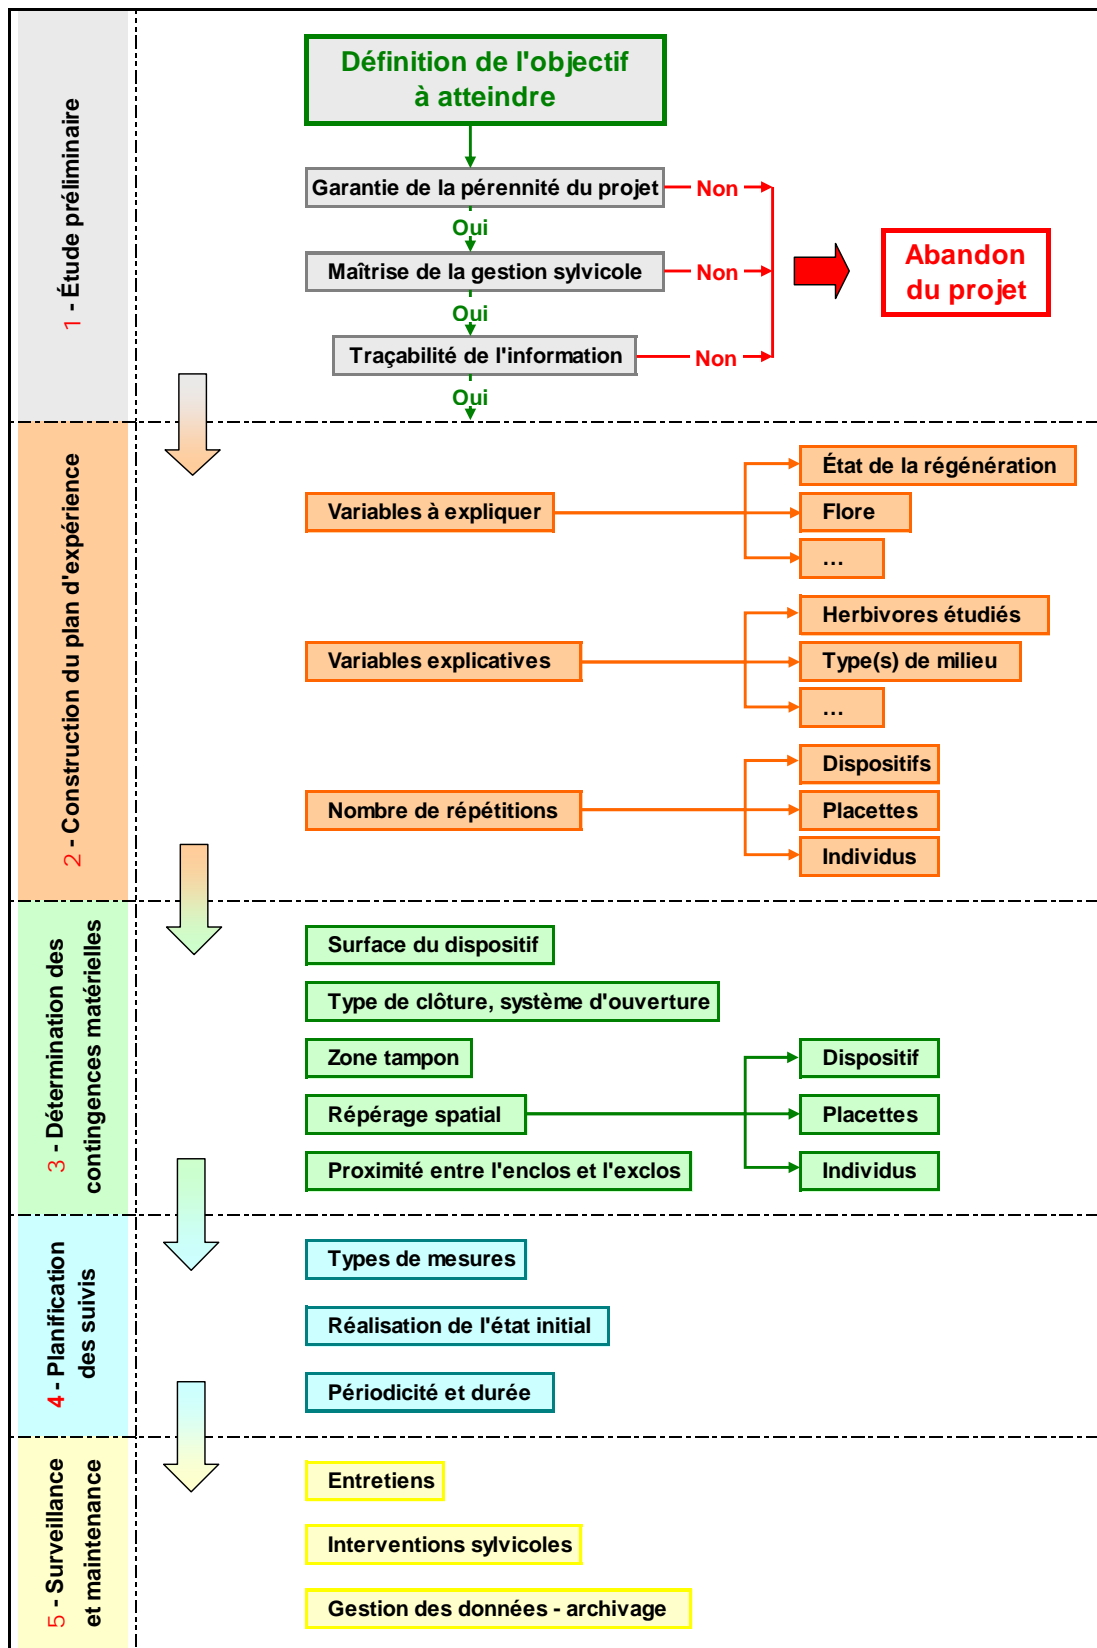 1 - Étude préliminaire
Définition de l'objectif
à atteindre
Garantie de la pérennité du projet
Non
Oui
Maîtrise de la gestion sylvicole
Non
Abandon
du projet
Oui
Traçabilité de l'information
Non
Oui
2 - Construction du plan d'expérience
Variables à expliquer
État de la régénération
Flore
...
Variables explicatives
Herbivores étudiés
Type(s) de milieu
...
Nombre de répétitions
Dispositifs
Placettes
Individus
3 - Détermination des
contingences matérielles
Surface du dispositif
Type de clôture, système d'ouverture
Zone tampon
Répérage spatial
Dispositif
Placettes
Individus
Proximité entre l'enclos et l'exclos
4 - Planification
des suivis
Types de mesures
Réalisation de l'état initial
Périodicité et durée
5 - Surveillance
et maintenance
Entretiens
Interventions sylvicoles
Gestion des données - archivage